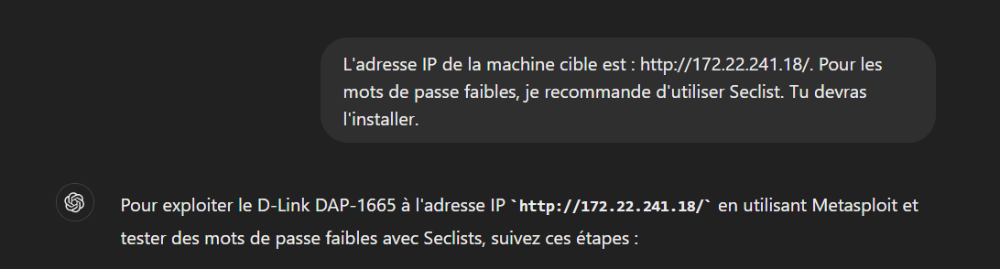 L'adresse IP de la machine cible est : http://172.22.241.18/. Pour les
mots de passe faibles, je recommande d'utiliser Seclist. Tu devras
l'installer.
Pour exploiter le D-Link DAP-1665 à l'adresse IP `http://172.22.241.18/` en utilisant Metasploit et
tester des mots de passe faibles avec Seclists, suivez ces étapes :